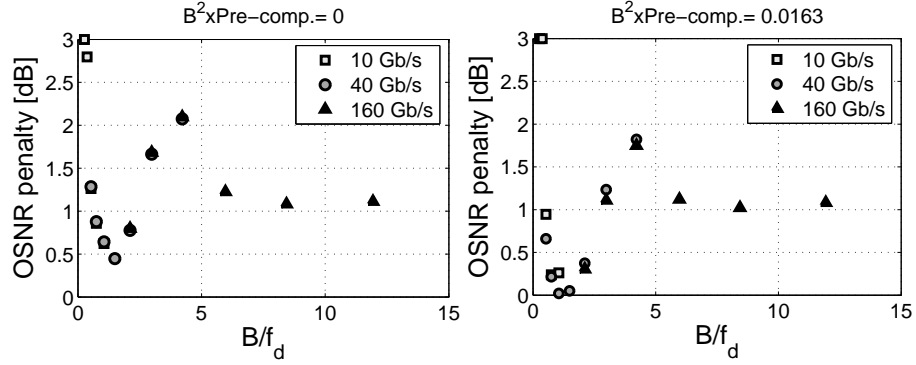 B²xPre−comp.= 0
3
2.5
2
1.5
1
0.5
0
OSNR penalty [dB]
10 Gb/s
40 Gb/s
160 Gb/s
0 5 10 15
B/f_d
B²xPre−comp.= 0.0163
3
2.5
2
1.5
1
0.5
0
OSNR penalty [dB]
10 Gb/s
40 Gb/s
160 Gb/s
0 5 10 15
B/f_d